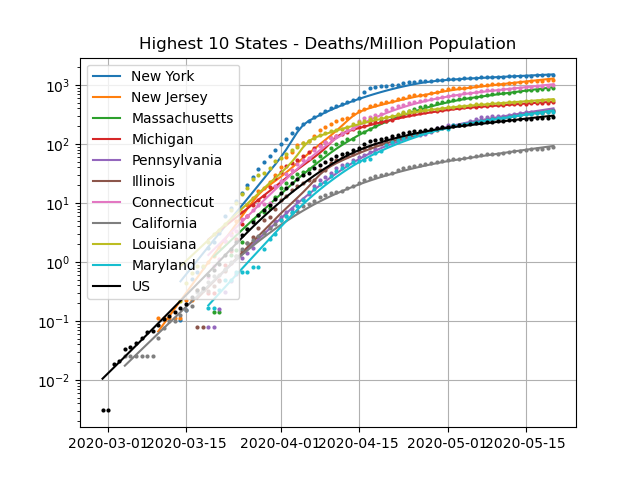 Highest 10 States - Deaths/Million Population
10³
10²
10¹
10⁰
10⁻¹
10⁻²
New York
New Jersey
Massachusetts
Michigan
Pennsylvania
Illinois
Connecticut
California
Louisiana
Maryland
US
2020-03-01 2020-03-15 2020-04-01 2020-04-15 2020-05-01 2020-05-15